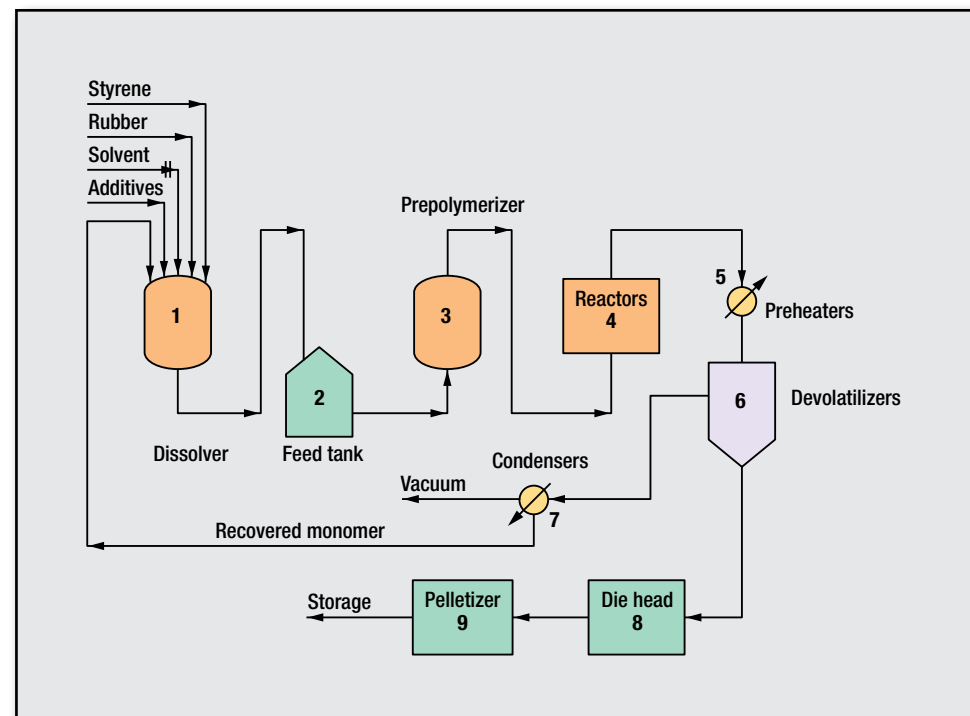 Styrene
Rubber
Solvent
Additives
Prepolymerizer
1
3
Reactors
4
5
Preheaters
2
6
Devolatilizers
Dissolver
Feed tank
Condensers
Vacuum
7
Recovered monomer
Storage
Pelletizer
9
Die head
8